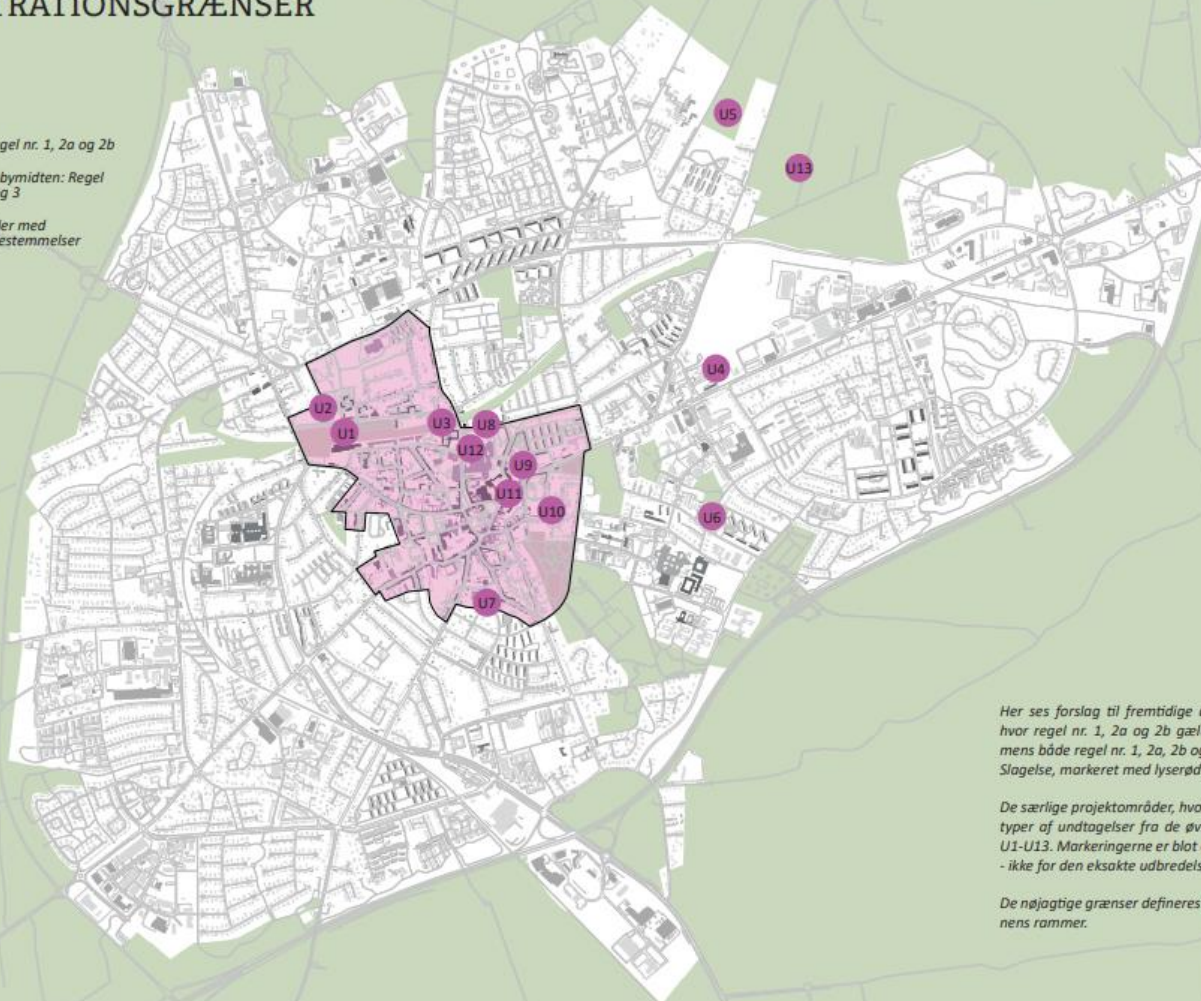 TRATIONSGRÆNSER
gel nr. 1, 2a og 2b
bymidten: Regel
g 3
er med
estemmelser
U5
U13
U4
U2
U1
U3
U8
U12
U9
U11
U10
U6
U7
Her ses forslag til fremtidige
hvor regel nr. 1, 2a og 2b gæl
mens både regel nr. 1, 2a, 2b og
Slagelse, markeret med lyserød
De særlige projektområder, hvo
typer af undtagelser fra de øv
U1-U13. Markeringerne er blot
- ikke for den eksakte udbredels
De nøjagtige grænser defineres
nens rammer.